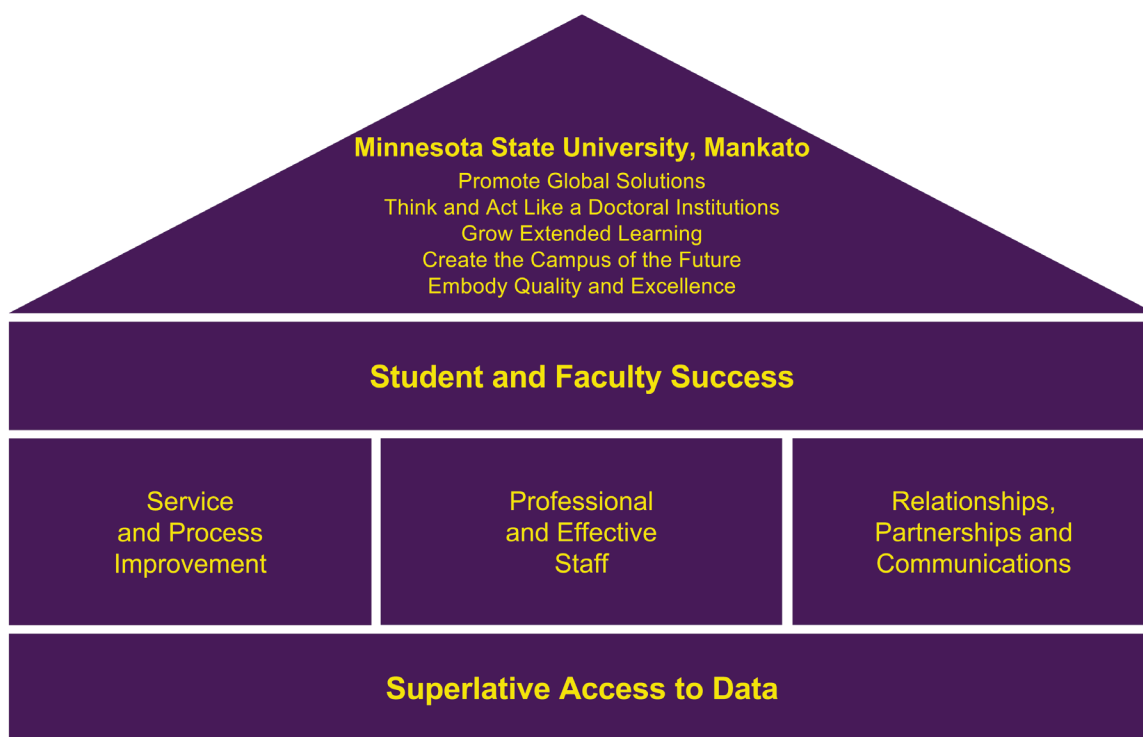 Minnesota State University, Mankato
Promote Global Solutions
Think and Act Like a Doctoral Institutions
Grow Extended Learning
Create the Campus of the Future
Embody Quality and Excellence
Student and Faculty Success
Service
and Process
Improvement
Professional
and Effective
Staff
Relationships,
Partnerships and
Communications
Superlative Access to Data